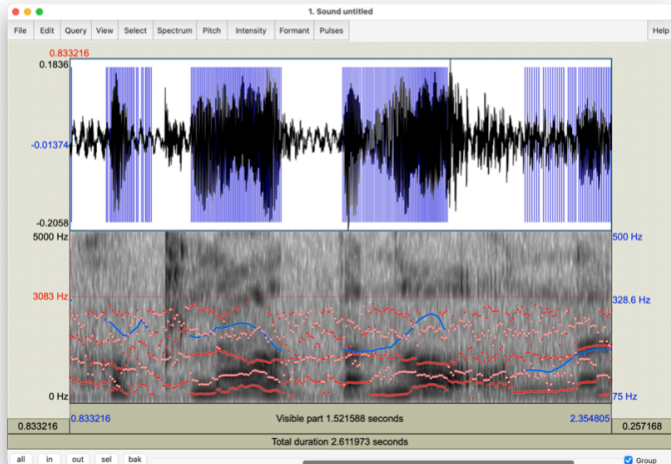 1. Sound untitled
File Edit Query View Select Spectrum Pitch Intensity Formant Pulses Help
0.833216
0.1836
-0.01374
-0.2058
5000 Hz 500 Hz
3083 Hz 328.6 Hz
0 Hz 75 Hz
0.833216 Visible part 1.521588 seconds 2.354805
0.833216 0.257168
Total duration 2.611973 seconds
all in out sel bak Group